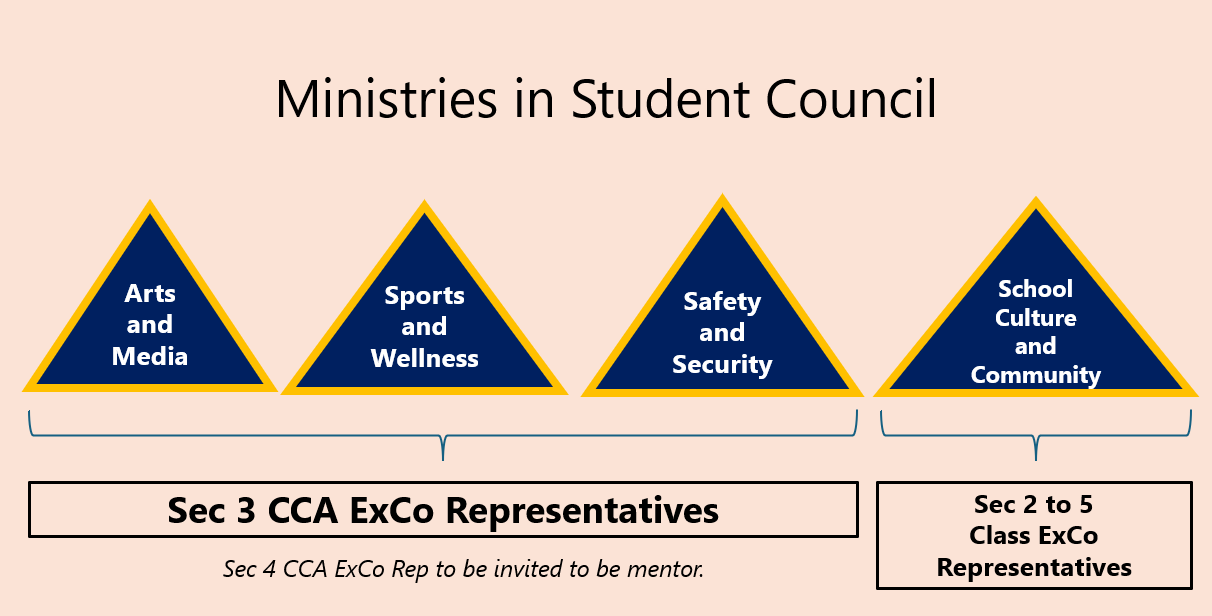 Ministries in Student Council
Arts
and
Media
Sports
and
Wellness
Safety
and
Security
School
Culture
and
Community
Sec 3 CCA ExCo Representatives
Sec 4 CCA ExCo Rep to be invited to be mentor.
Sec 2 to 5
Class ExCo
Representatives